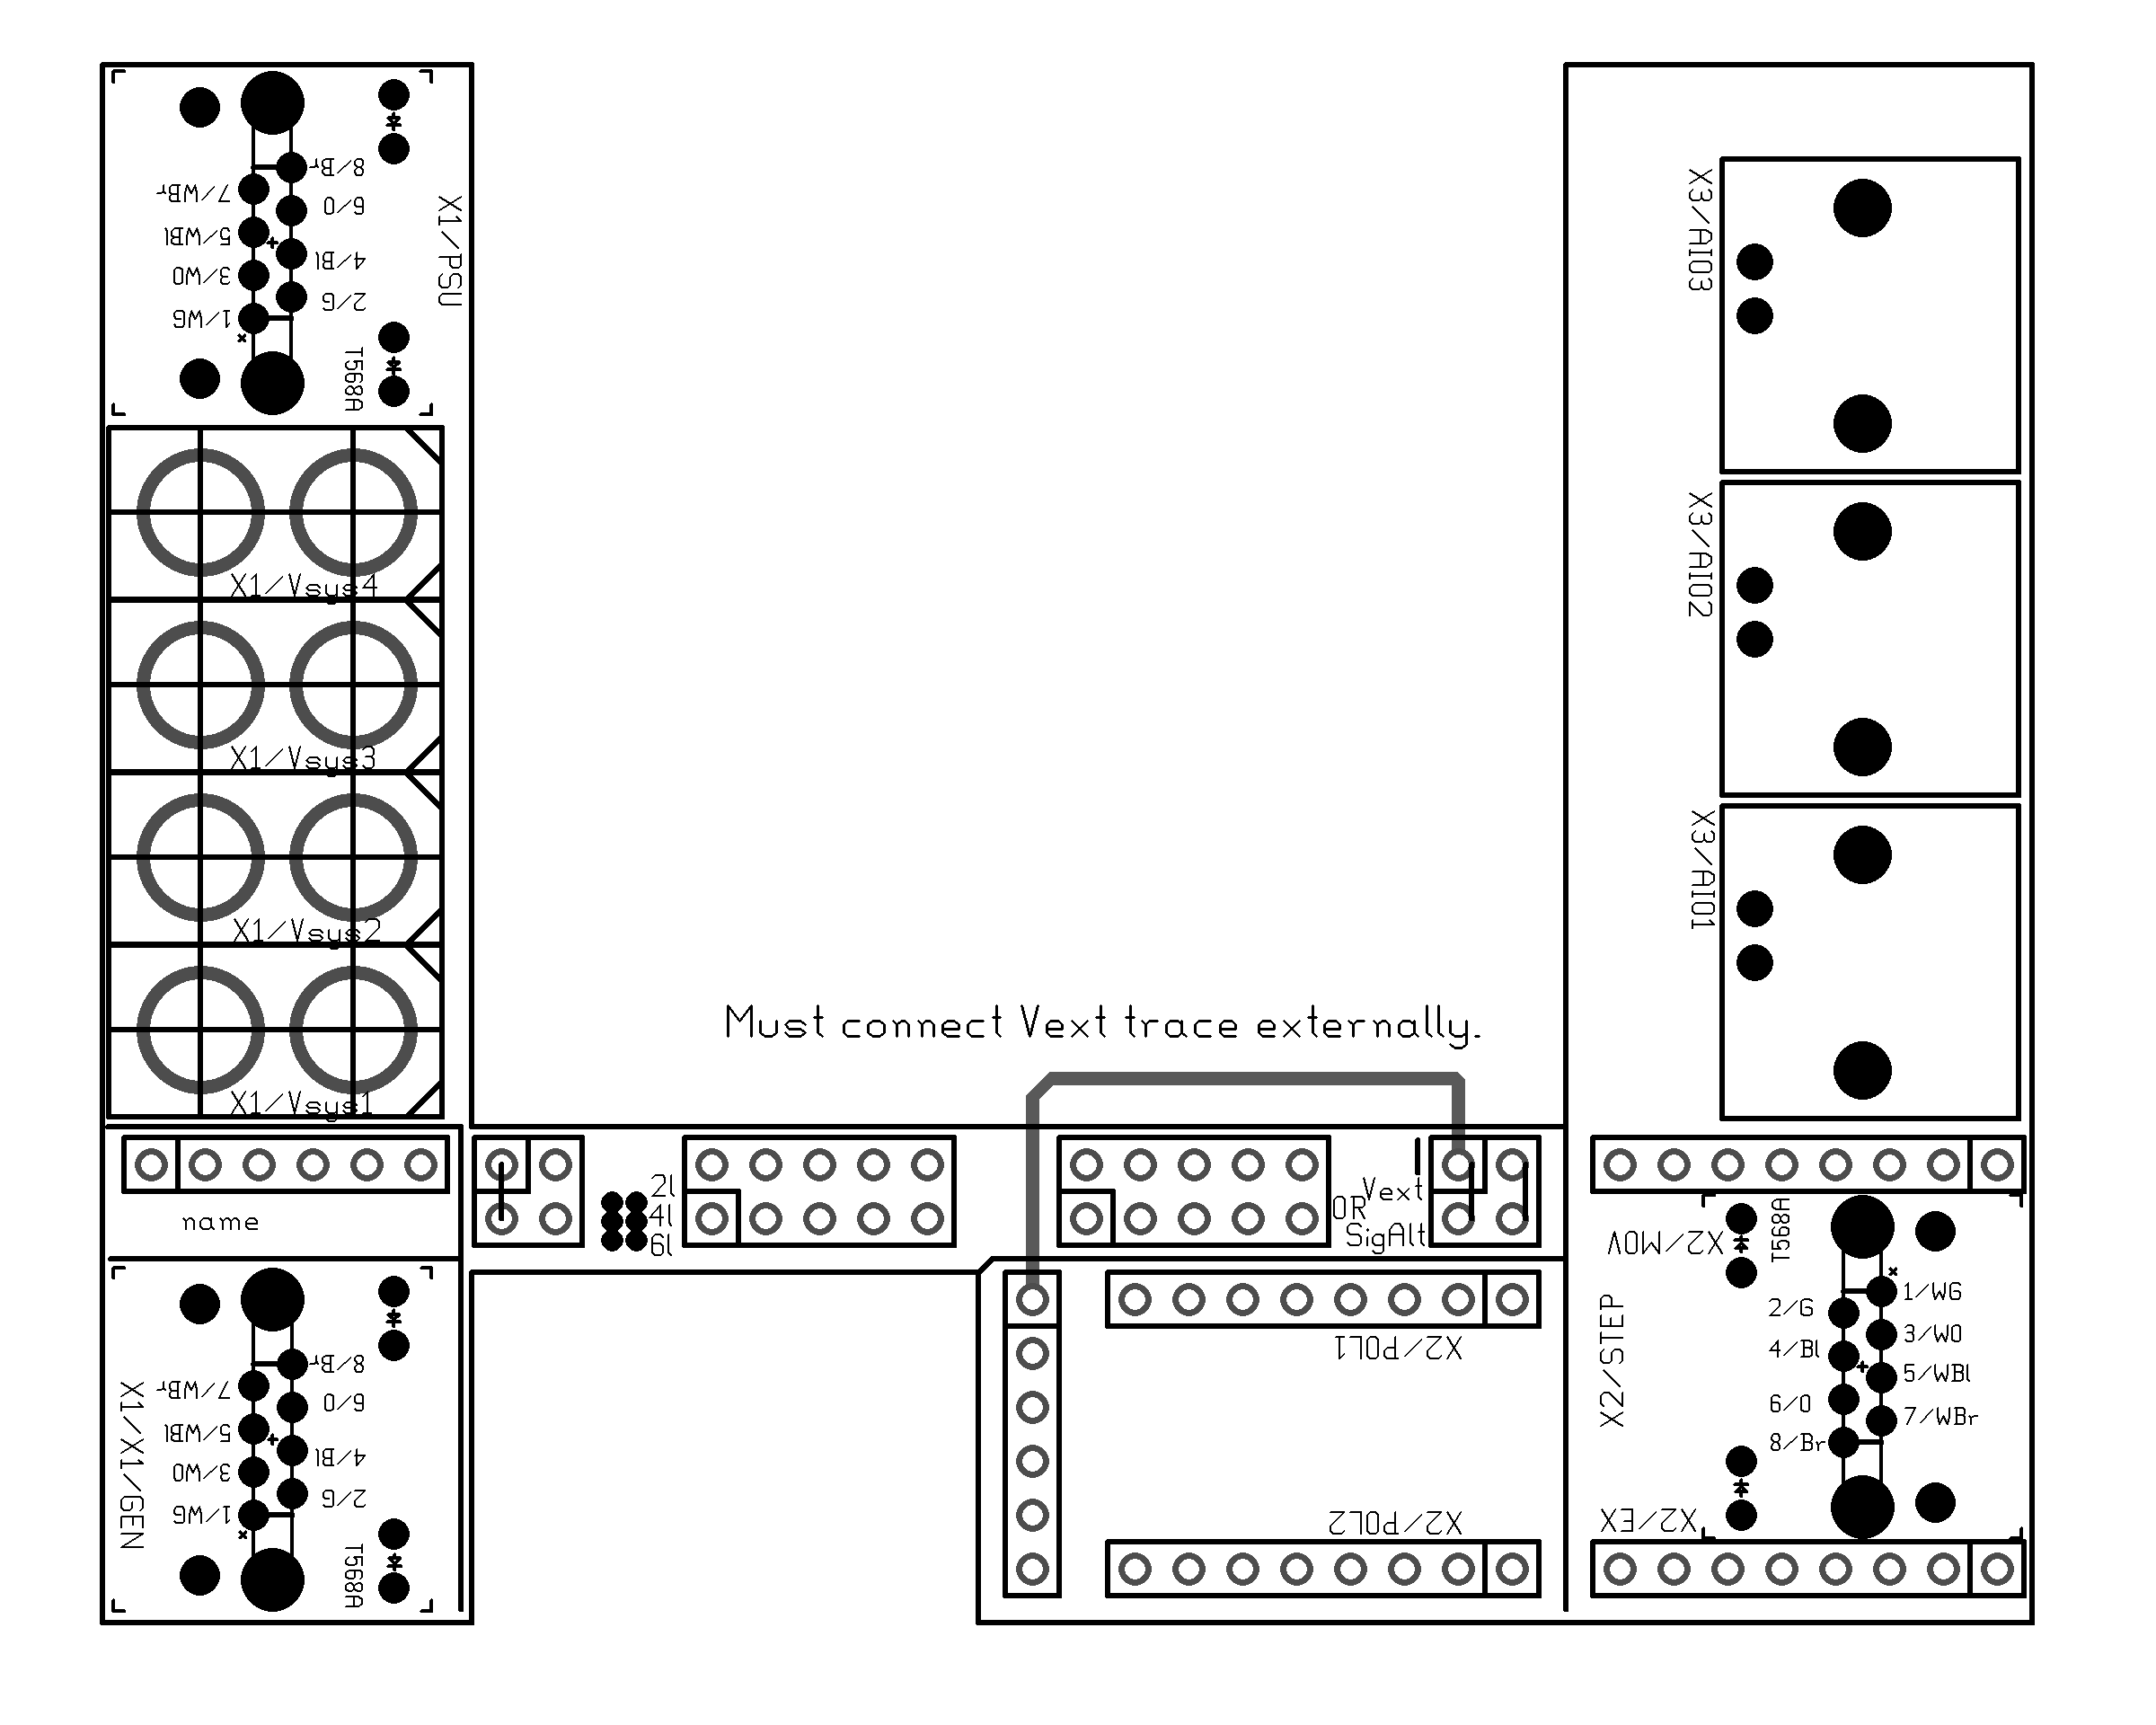 8/Br
7/WBr
6/O
5/WBl
4/Bl
3/WO
2/G
1/WG
T568A
X1/PSU
X1/Vsys4
X1/Vsys3
X1/Vsys2
X1/Vsys1
name
8/Br
7/WBr
6/O
5/WBl
4/Bl
3/WO
2/G
1/WG
T568A
X1/X1/GEN
2l
4l
6l
Must connect Vext trace externally.
Vext
OR
SigAlt
X2/POL1
X2/POL2
X3/AIO3
X3/AIO2
X3/AIO1
X2/MOV
T568A
X2/STEP
1/WG
2/G
3/WO
4/Bl
5/WBl
6/O
7/WBr
8/Br
X2/EX